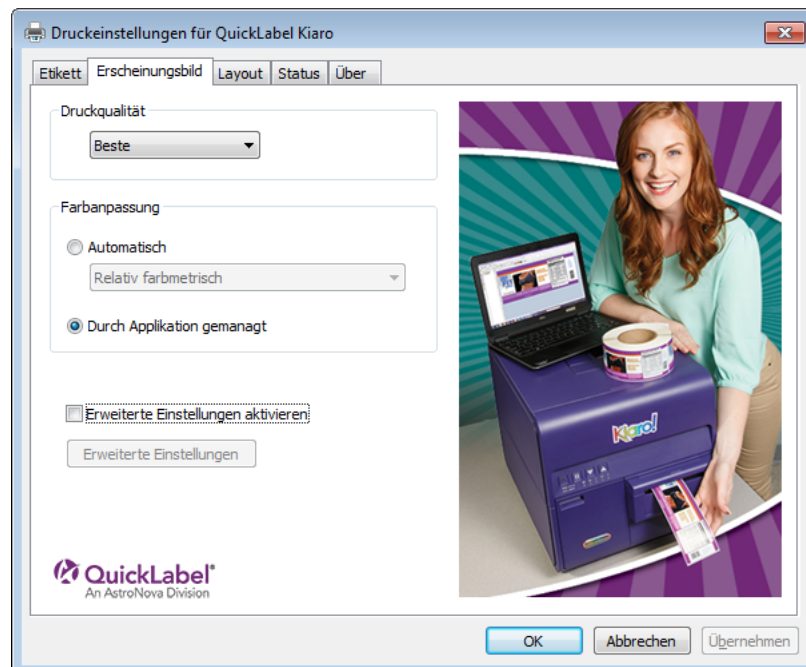 Druckeinstellungen für QuickLabel Kiaro
Etikett Erscheinungsbild Layout Status Über
Druckqualität
Beste
Farbanpassung
Automatisch
Relativ farbmetrisch
Durch Applikation gemanagt
Erweiterte Einstellungen aktivieren
Erweiterte Einstellungen
Kiaro!
QuickLabel®
An AstroNova Division
OK Abbrechen Übernehmen